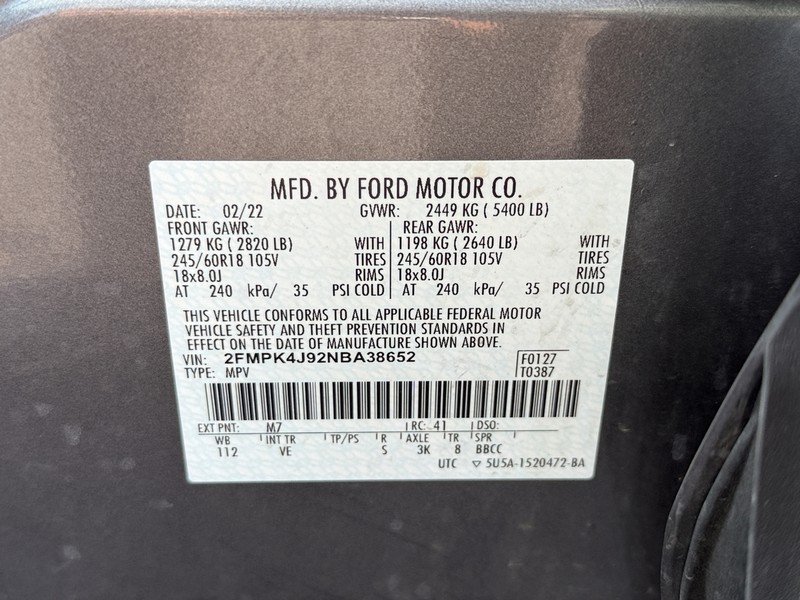 MFD. BY FORD MOTOR CO.
DATE: 02/22 GVWR: 2449 KG ( 5400 LB)
FRONT GAWR: REAR GAWR:
1279 KG ( 2820 LB) WITH 1198 KG ( 2640 LB) WITH
245/60R18 105V TIRES 245/60R18 105V TIRES
18x8.0J RIMS 18x8.0J RIMS
AT 240 kPa/ 35 PSI COLD AT 240 kPa/ 35 PSI COLD
THIS VEHICLE CONFORMS TO ALL APPLICABLE FEDERAL MOTOR
VEHICLE SAFETY AND THEFT PREVENTION STANDARDS IN
EFFECT ON THE DATE OF MANUFACTURE SHOWN ABOVE.
VIN: 2FMPK4J92NBA38652 F0127
TYPE: MPV T0387
EXT PNT: M7 RC: 41 DSO:
WB INT TR TP/PS R AXLE TR SPR
112 VE S 3K 8 BBCC
UTC ▽ 5U5A-1520472-BA